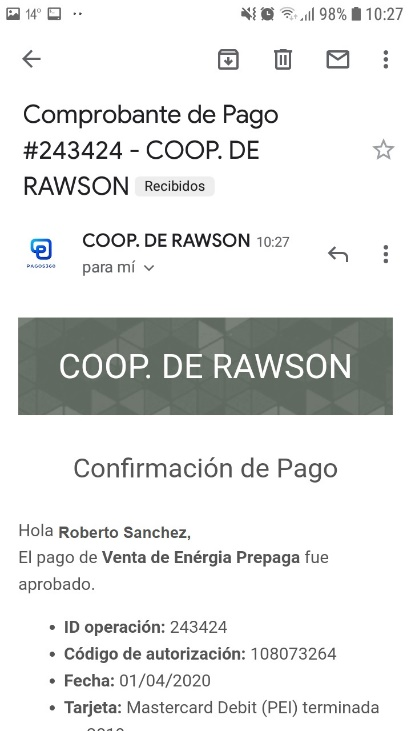 14°
98% 10:27
Comprobante de Pago
#243424 - COOP. DE
RAWSON Recibidos
COOP. DE RAWSON 10:27
para mí
PAGOS360
COOP. DE RAWSON
Confirmación de Pago
Hola Roberto Sanchez,
El pago de Venta de Enérgia Prepaga fue
aprobado.
• ID operación: 243424
• Código de autorización: 108073264
• Fecha: 01/04/2020
• Tarjeta: Mastercard Debit (PEI) terminada